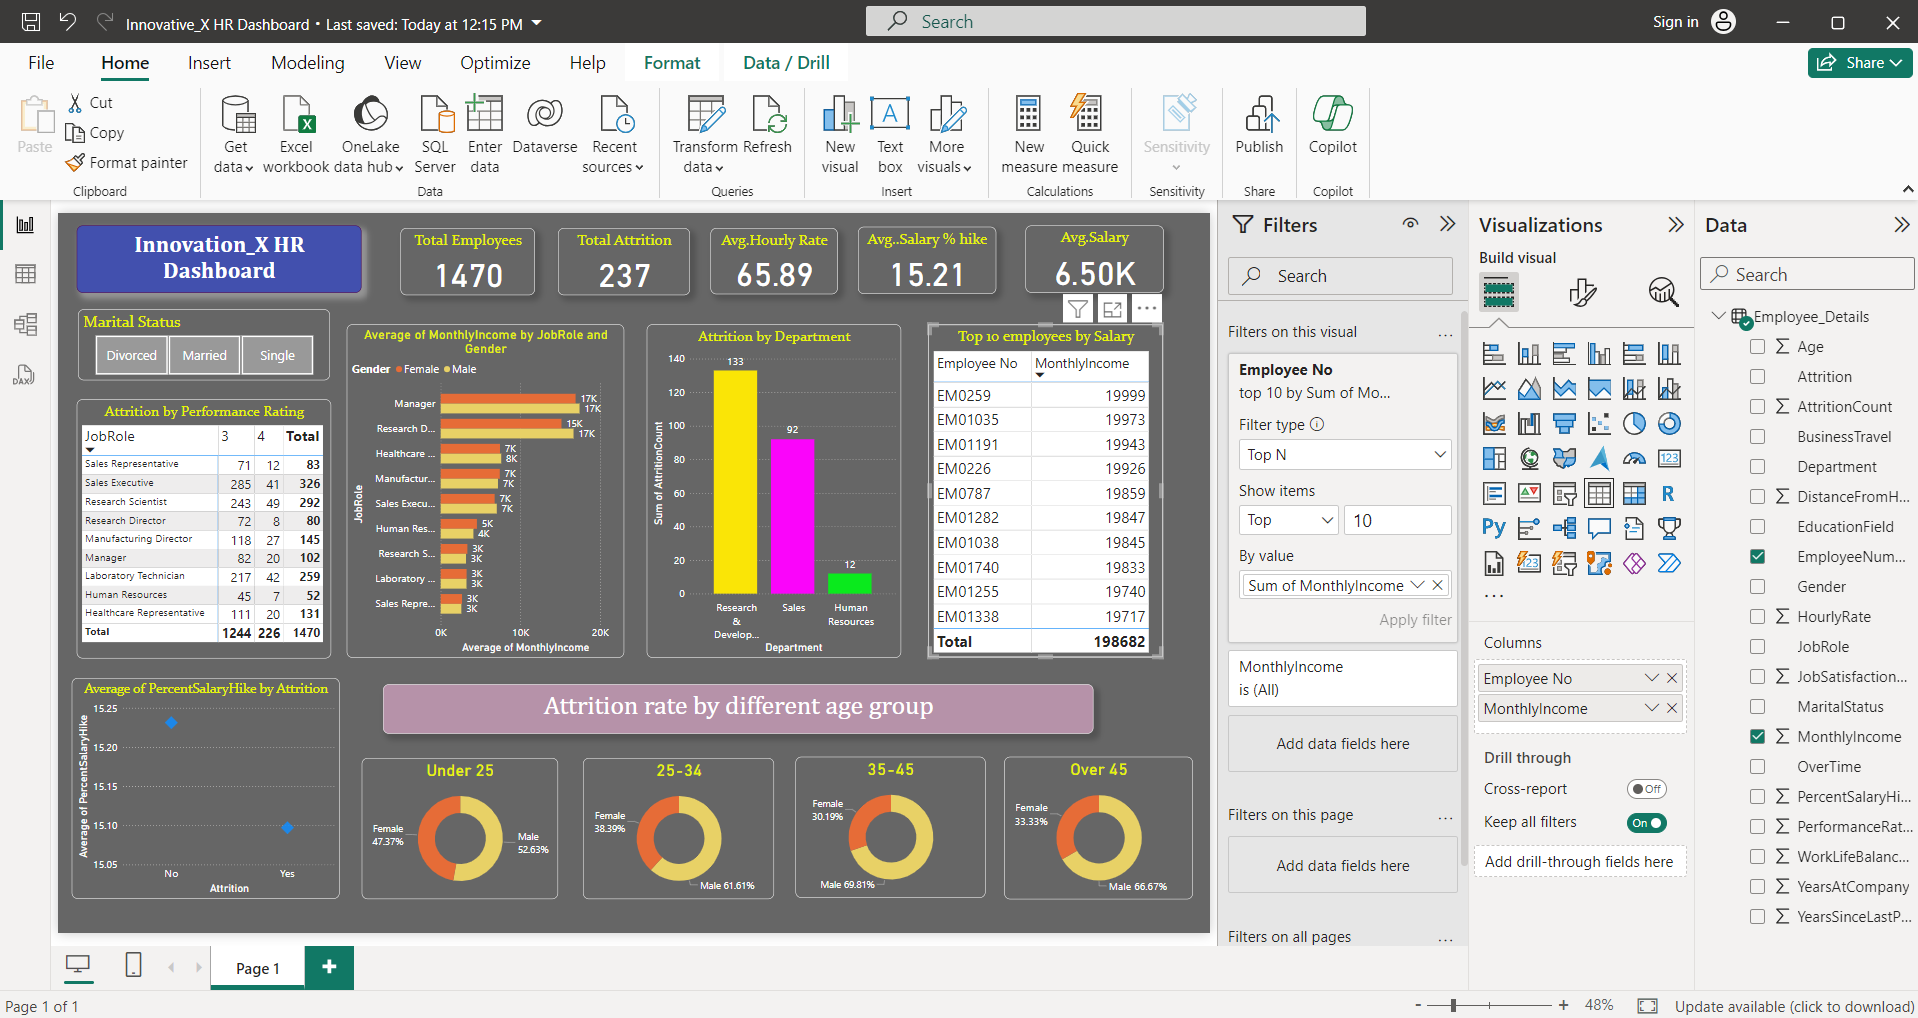 Innovative_X HR Dashboard • Last saved: Today at 12:15 PM
Search
Sign in
File
Home
Insert
Modeling
View
Optimize
Help
Format
Data / Drill
Share
Paste
Cut
Copy
Format painter
Clipboard
Get data
Excel workbook
OneLake data hub
SQL Server
Enter data
Dataverse
Recent sources
Data
Transform data
Refresh
Queries
New visual
Text box
More visuals
Insert
New measure
Quick measure
Calculations
Sensitivity
Sensitivity
Publish
Share
Copilot
Copilot
Innovation_X HR
Dashboard
Total Employees
1470
Total Attrition
237
Avg.Hourly Rate
65.89
Avg..Salary % hike
15.21
Avg.Salary
6.50K
Marital Status
Divorced
Married
Single
Attrition by Performance Rating
JobRole 3 4 Total
Sales Representative 71 12 83
Sales Executive 285 41 326
Research Scientist 243 49 292
Research Director 72 8 80
Manufacturing Director 118 27 145
Manager 82 20 102
Laboratory Technician 217 42 259
Human Resources 45 7 52
Healthcare Representative 111 20 131
Total 1244 226 1470
Average of MonthlyIncome by JobRole and
Gender
Gender Female Male
JobRole
Manager 17K
17K
Research D... 15K
17K
Healthcare ... 7K
8K
Manufactur... 7K
7K
Sales Execu... 7K
7K
Human Res... 5K
4K
Research S... 3K
3K
Laboratory ... 3K
3K
Sales Repre... 3K
3K
0K 10K 20K
Average of MonthlyIncome
Attrition by Department
Sum of AttritionCount
140
120
100
80
60
40
20
0
133
92
12
Research
&
Develop...
Sales
Human
Resources
Department
Top 10 employees by Salary
Employee No MonthlyIncome
EM0259 19999
EM01035 19973
EM01191 19943
EM0226 19926
EM0787 19859
EM01282 19847
EM01038 19845
EM01740 19833
EM01255 19740
EM01338 19717
Total 198682
Average of PercentSalaryHike by Attrition
Average of PercentSalaryHike
15.25
15.20
15.15
15.10
15.05
No Yes
Attrition
Attrition rate by different age group
Under 25
Female
47.37%
Male
52.63%
25-34
Female
38.39%
Male 61.61%
35-45
Female
30.19%
Male 69.81%
Over 45
Female
33.33%
Male 66.67%
Filters
Search
Filters on this visual ...
Employee No
top 10 by Sum of Mo...
Filter type
Top N
Show items
Top 10
By value
Sum of MonthlyIncome
Apply filter
MonthlyIncome
is (All)
Add data fields here
Filters on this page ...
Add data fields here
Filters on all pages ...
Visualizations
Build visual
123
R
Py
123
...
Columns
Employee No
MonthlyIncome
Drill through
Cross-report Off
Keep all filters On
Add drill-through fields here
Data
Search
Employee_Details
Age
Attrition
AttritionCount
BusinessTravel
Department
DistanceFromH...
EducationField
EmployeeNum...
Gender
HourlyRate
JobRole
JobSatisfaction...
MaritalStatus
MonthlyIncome
OverTime
PercentSalaryHi...
PerformanceRat...
WorkLifeBalanc...
YearsAtCompany
YearsSinceLastP...
DAX
Page 1
Page 1 of 1
- + 48%
Update available (click to download)